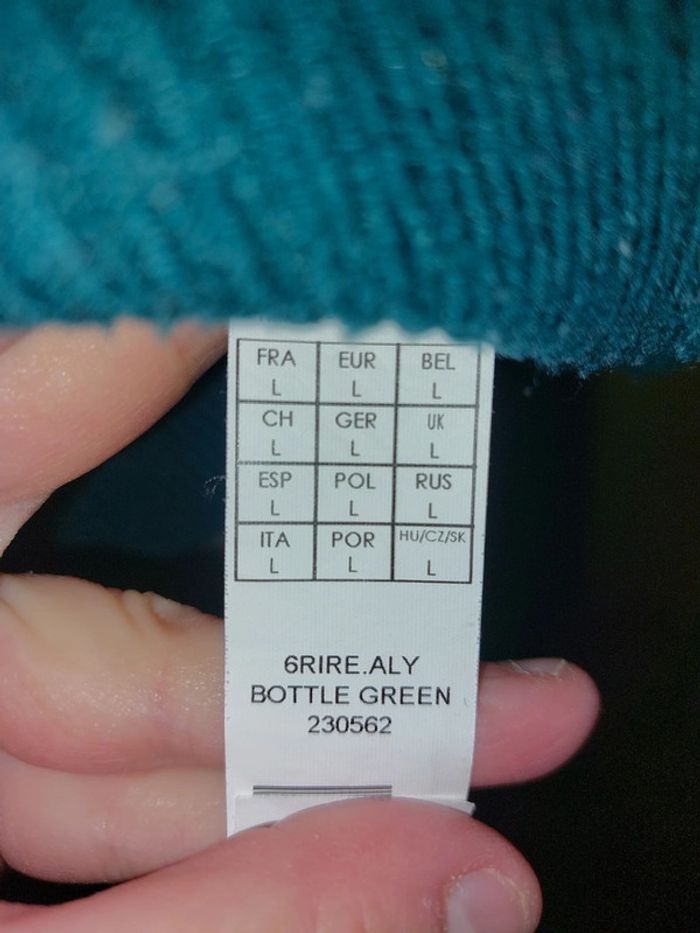 FRA EUR BEL
L L L
CH GER UK
L L L
ESP POL RUS
L L L
ITA POR HU/CZ/SK
L L L
6RIRE.ALY
BOTTLE GREEN
230562